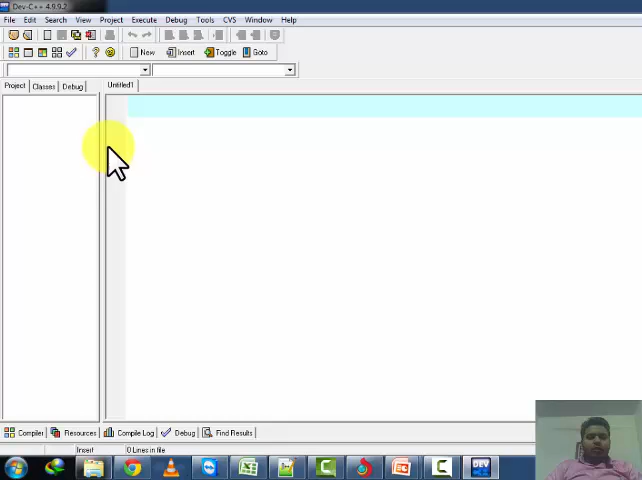 Dev-C++ 4.9.9.2
File Edit Search View Project Execute Debug Tools CVS Window Help
New Insert Toggle Goto
Project Classes Debug Untitled1
Compiler Resources Compile Log Debug Find Results
Insert 0 Lines in file
DEV